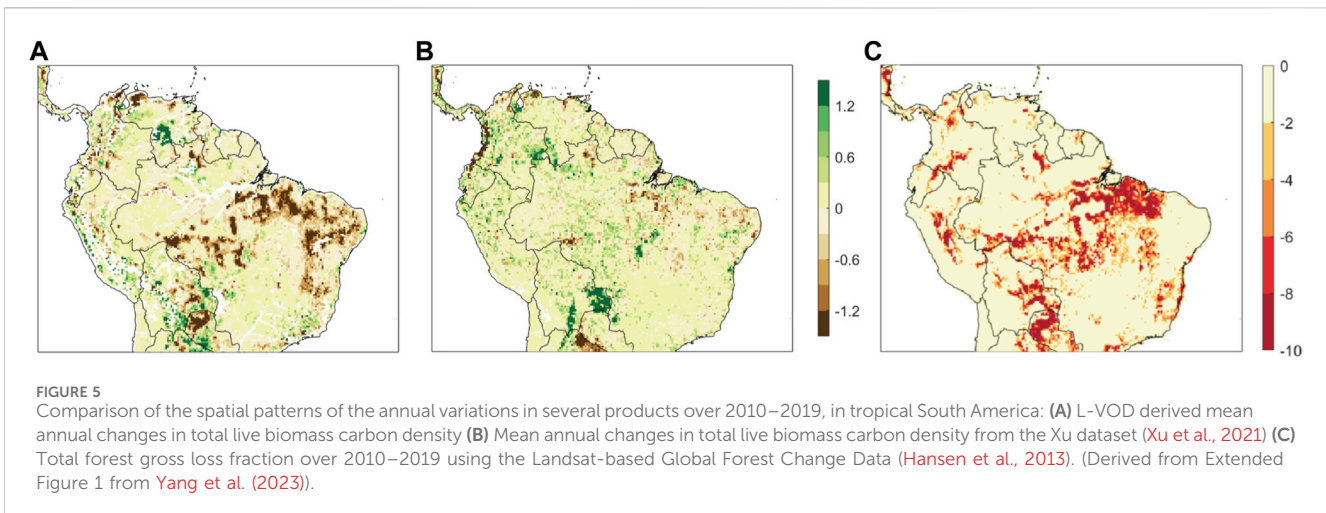 A
B
C
1.2
0.6
0
-0.6
-1.2
0
-2
-4
-6
-8
-10
FIGURE 5
Comparison of the spatial patterns of the annual variations in several products over 2010–2019, in tropical South America: (A) L-VOD derived mean
annual changes in total live biomass carbon density (B) Mean annual changes in total live biomass carbon density from the Xu dataset (Xu et al., 2021) (C)
Total forest gross loss fraction over 2010–2019 using the Landsat-based Global Forest Change Data (Hansen et al., 2013). (Derived from Extended
Figure 1 from Yang et al. (2023)).